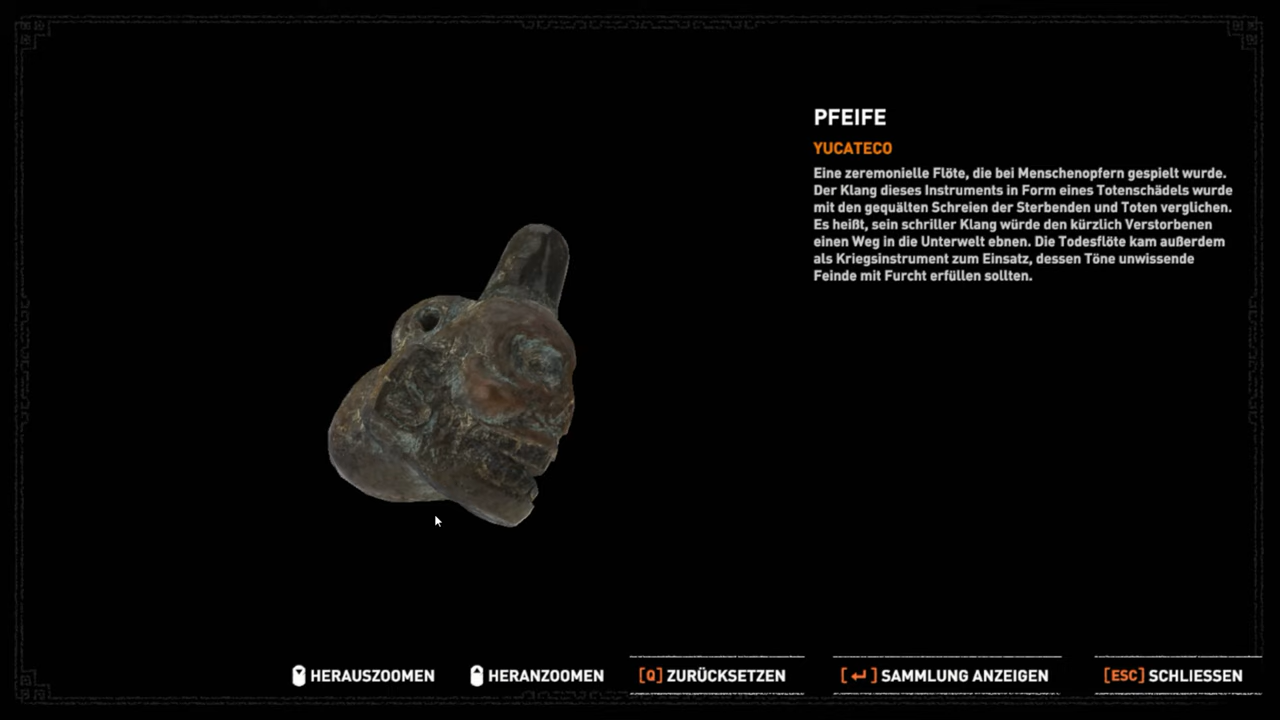 PFEIFE
YUCATECO
Eine zeremonielle Flöte, die bei Menschenopfern gespielt wurde.
Der Klang dieses Instruments in Form eines Totenschädels wurde
mit den gequälten Schreien der Sterbenden und Toten verglichen.
Es heißt, sein schriller Klang würde den kürzlich Verstorbenen
einen Weg in die Unterwelt ebnen. Die Todesflöte kam außerdem
als Kriegsinstrument zum Einsatz, dessen Töne unwissende
Feinde mit Furcht erfüllen sollten.
HERAUSZOOMEN HERANZOOMEN [Q] ZURÜCKSETZEN [↵] SAMMLUNG ANZEIGEN [ESC] SCHLIESSEN